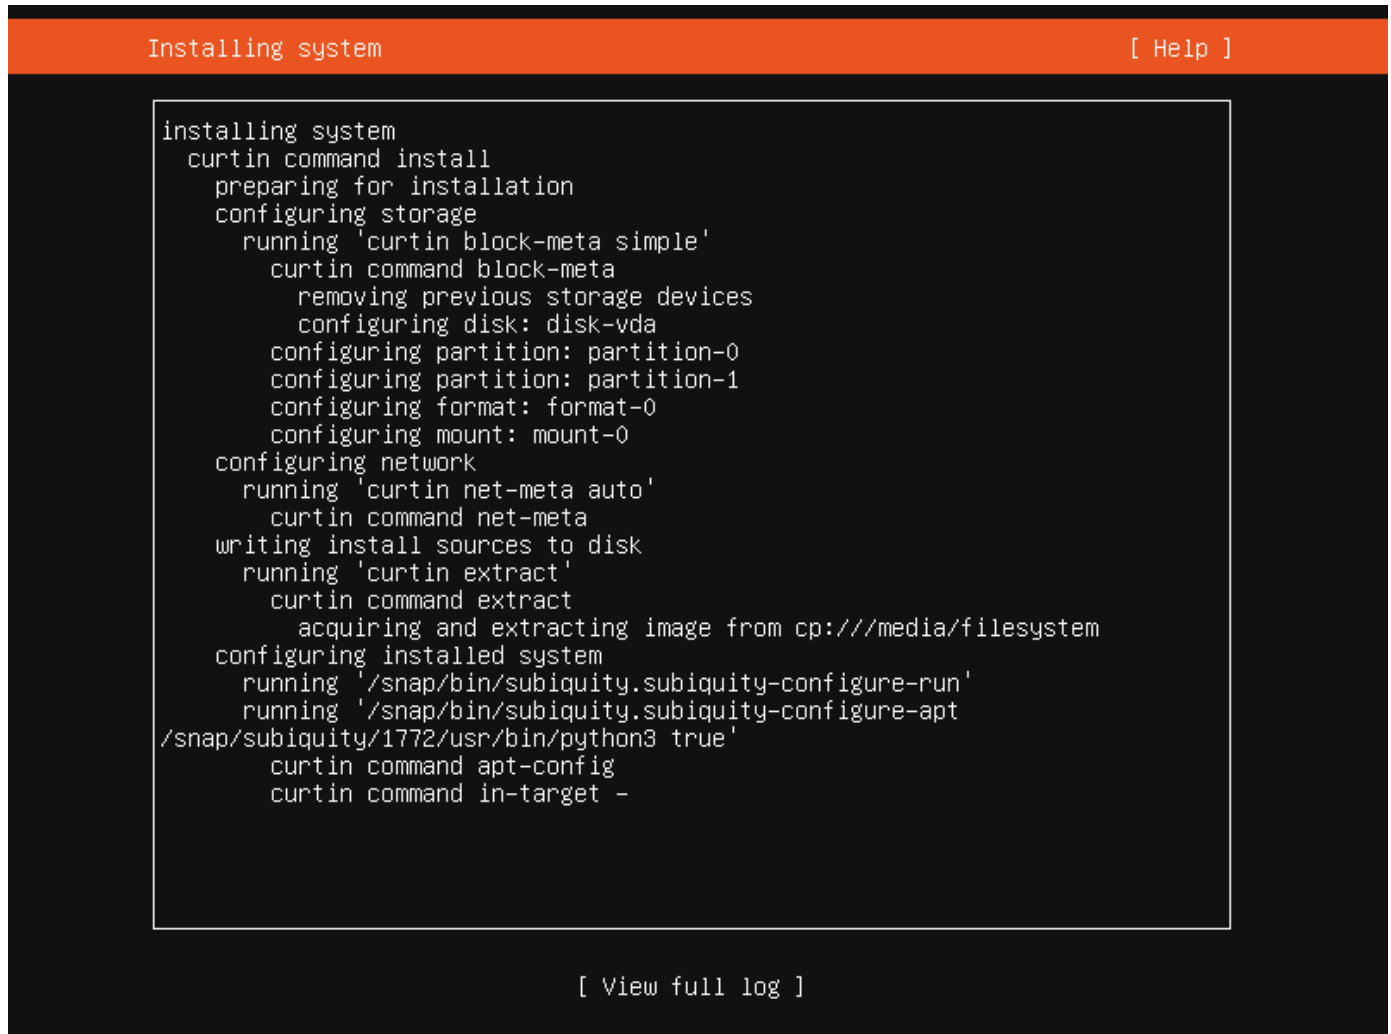 Installing system [ Help ]
installing system
curtin command install
preparing for installation
configuring storage
running 'curtin block-meta simple'
curtin command block-meta
removing previous storage devices
configuring disk: disk-vda
configuring partition: partition-0
configuring partition: partition-1
configuring format: format-0
configuring mount: mount-0
configuring network
running 'curtin net-meta auto'
curtin command net-meta
writing install sources to disk
running 'curtin extract'
curtin command extract
acquiring and extracting image from cp:///media/filesystem
configuring installed system
running '/snap/bin/subiquity.subiquity-configure-run'
running '/snap/bin/subiquity.subiquity-configure-apt
/snap/subiquity/1772/usr/bin/python3 true'
curtin command apt-config
curtin command in-target -
[ View full log ]